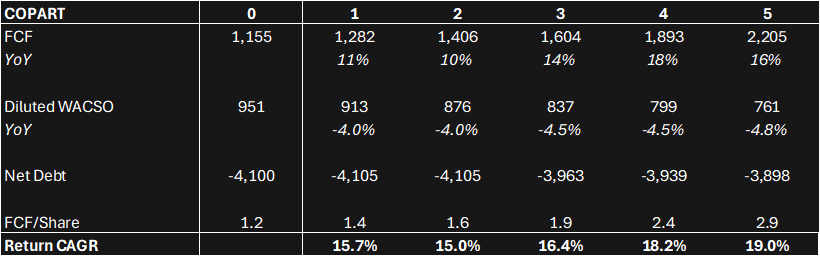 COPART 0 1 2 3 4 5
FCF 1,155 1,282 1,406 1,604 1,893 2,205
YoY 11% 10% 14% 18% 16%
Diluted WACSO 951 913 876 837 799 761
YoY -4.0% -4.0% -4.5% -4.5% -4.8%
Net Debt -4,100 -4,105 -4,105 -3,963 -3,939 -3,898
FCF/Share 1.2 1.4 1.6 1.9 2.4 2.9
Return CAGR 15.7% 15.0% 16.4% 18.2% 19.0%